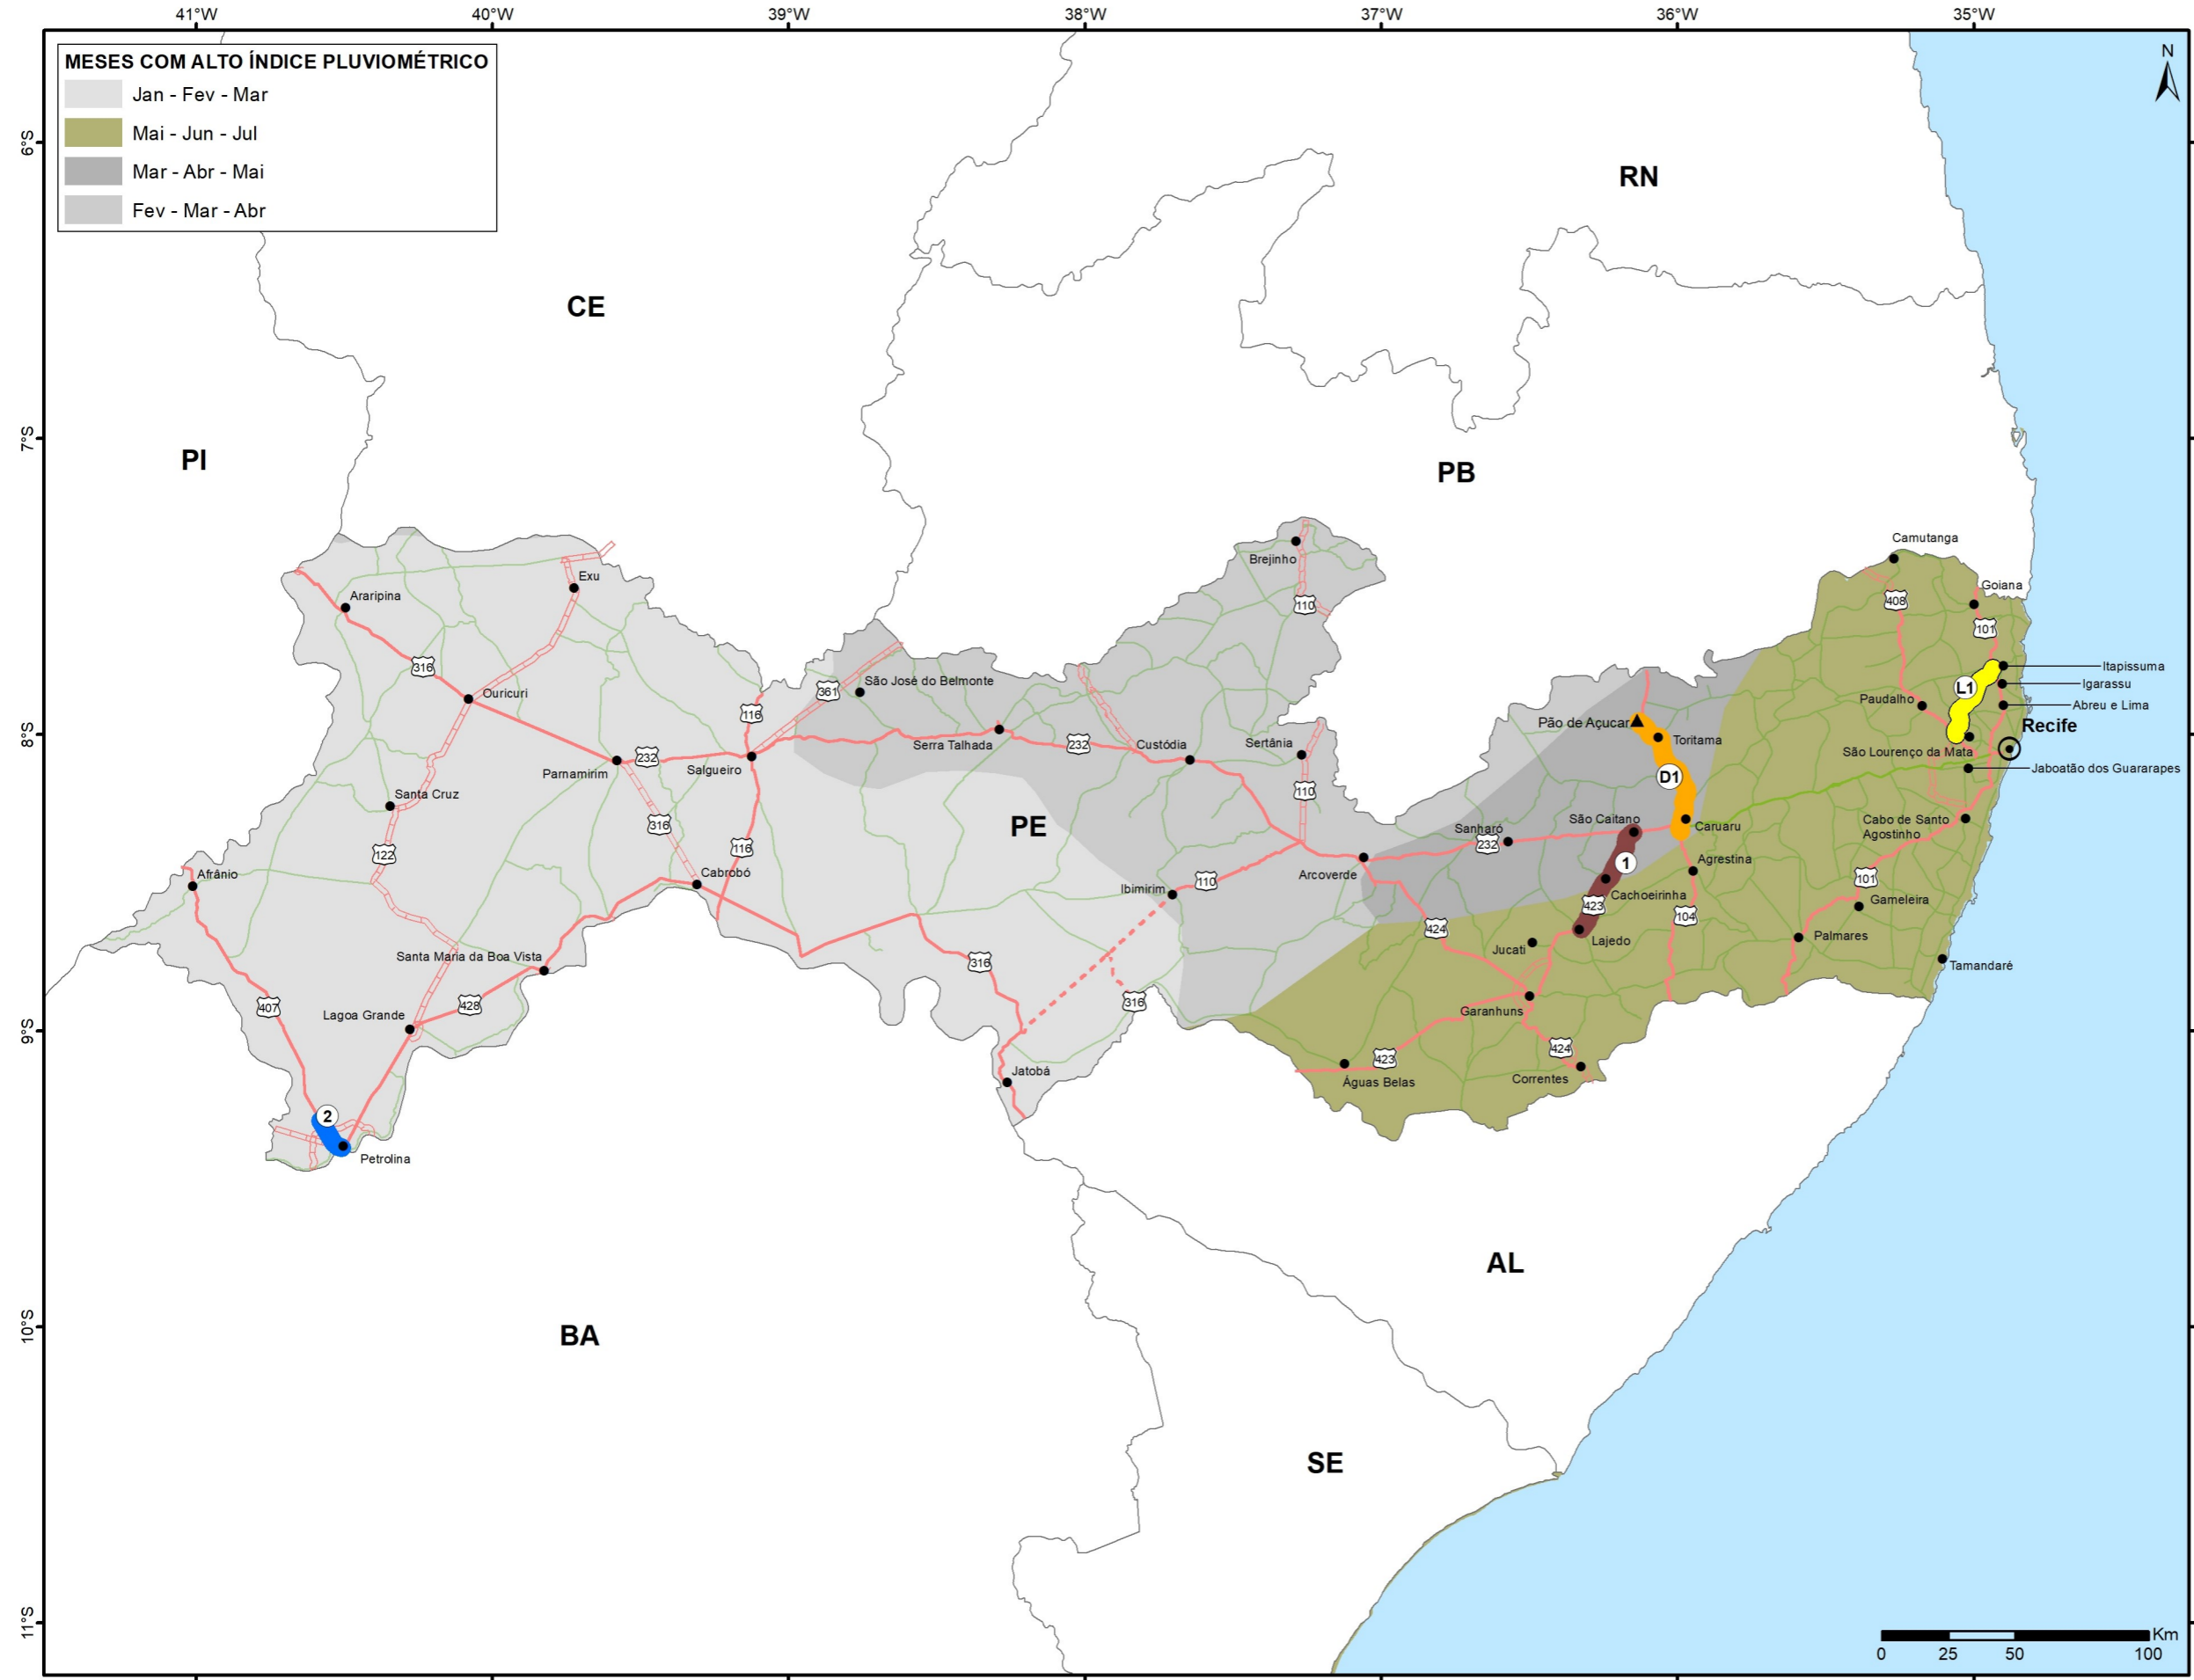 41°W 40°W 39°W 38°W 37°W 36°W 35°W
MESES COM ALTO ÍNDICE PLUVIOMÉTRICO
Jan - Fev - Mar
Mai - Jun - Jul
Mar - Abr - Mai
Fev - Mar - Abr
N
6°S
RN
CE
7°S
PI
PB
Camutanga
Brejinho
Exu
Goiana
Araripina
408
110
101
316
Itapissuma
São José do Belmonte
Igarassu
L1
361
Ouricuri
Paudalho
Abreu e Lima
116
Pão de Açucar
Recife
8°S
Toritama
Serra Talhada
232
Custódia
Sertânia
São Lourenço da Mata
232
Parnamirim
Salgueiro
Jaboatão dos Guararapes
D1
110
Santa Cruz
São Caitano
Cabo de Santo
Agostinho
PE
316
Sanharó
Caruaru
232
116
122
Agrestina
1
Afrânio
Cabrobó
Arcoverde
110
Ibimirim
101
Cachoeirinha
Gameleira
423
104
424
Palmares
Lajedo
Jucati
Santa Maria da Boa Vista
316
Tamandaré
316
407
428
Lagoa Grande
Garanhuns
9°S
424
423
Jatobá
Águas Belas
Correntes
2
Petrolina
AL
10°S
BA
SE
11°S
Km
0 25 50 100